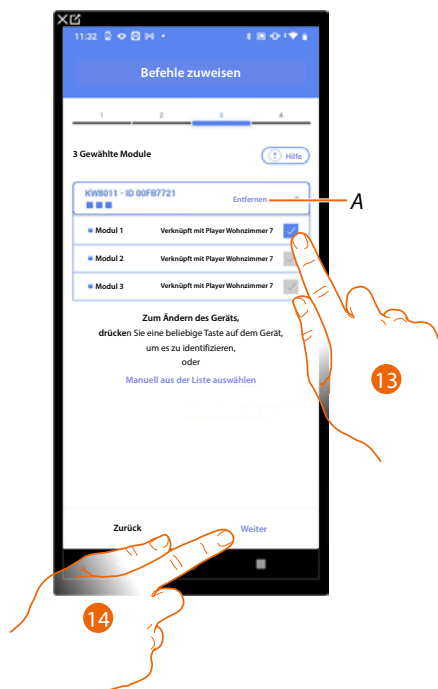 11:32
Befehle zuweisen
1 2 3 4
3 Gewählte Module
Hilfe
KW8011 - ID 00FB7721
Entfernen
A
Modul 1 Verknüpft mit Player Wohnzimmer 7
Modul 2 Verknüpft mit Player Wohnzimmer 7
Modul 3 Verknüpft mit Player Wohnzimmer 7
Zum Ändern des Geräts,
drücken Sie eine beliebige Taste auf dem Gerät,
um es zu identifizieren,
oder
Manuell aus der Liste auswählen
13
Zurück
Weiter
14